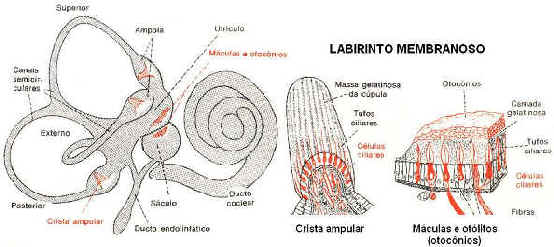 Superior
Ampola
Utrículo
Máculas e otocônios
Canais
semicir-
culares
Externo
Posterior
Crista ampular
Ducto endolinfático
Sáculo
Ducto
coclear
LABIRINTO MEMBRANOSO
Massa gelatinosa
da cúpula
Tufos
ciliares
Células
ciliares
Crista ampular
Otocônios
Camada
gelatinosa
Tufos
ciliares
Células
ciliares
Fibras
Máculas e otólitos
(otocônios)